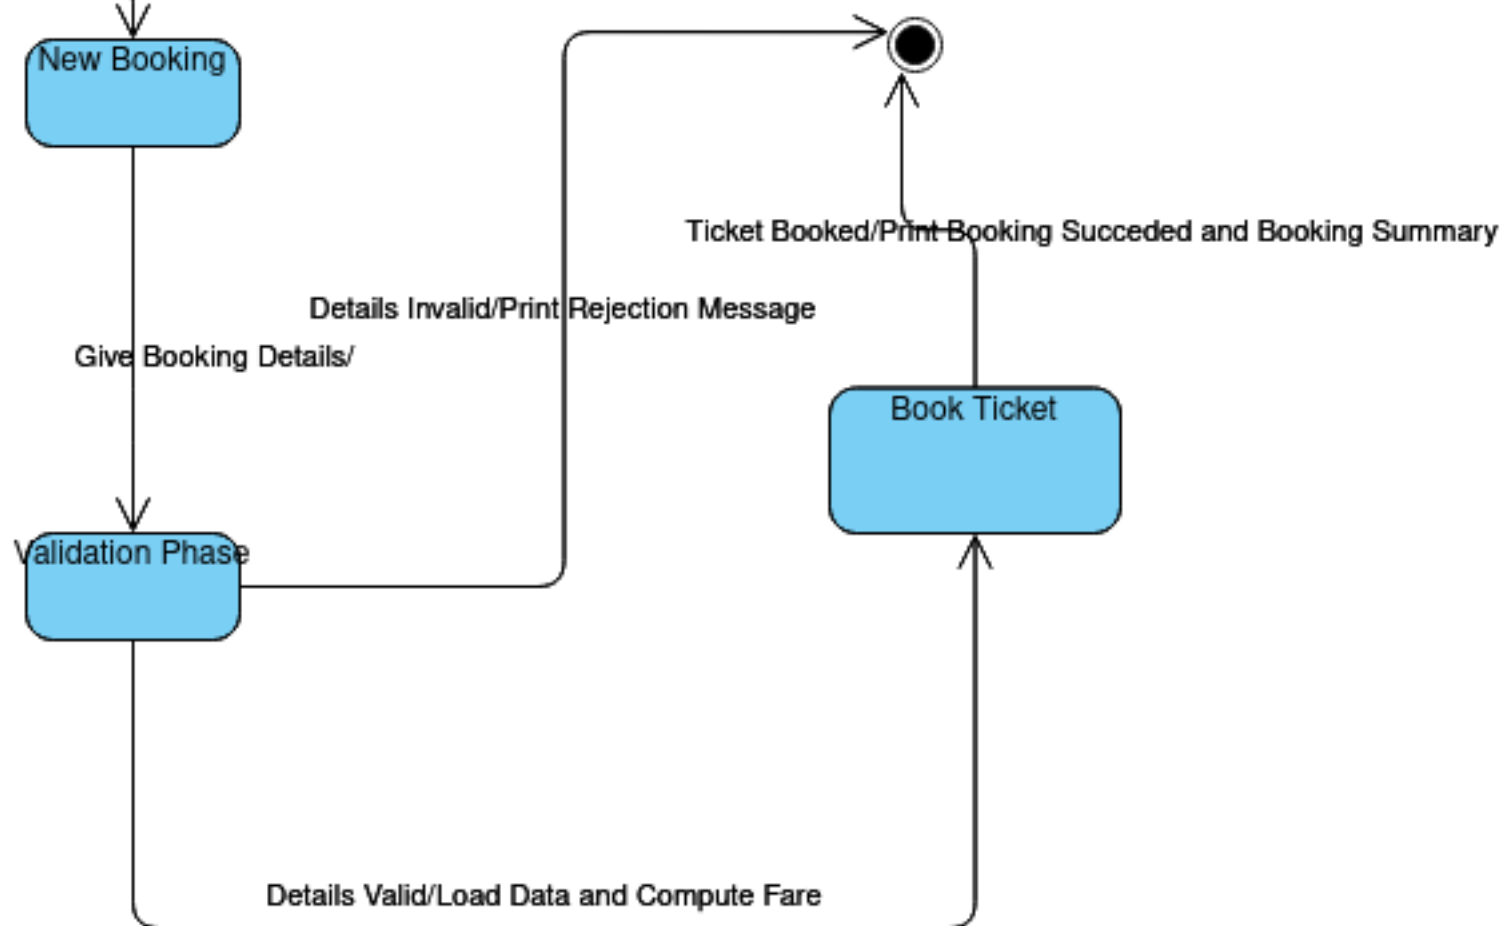 New Booking
Ticket Booked/Print Booking Succeded and Booking Summary
Details Invalid/Print Rejection Message
Give Booking Details/
Book Ticket
Validation Phase
Details Valid/Load Data and Compute Fare